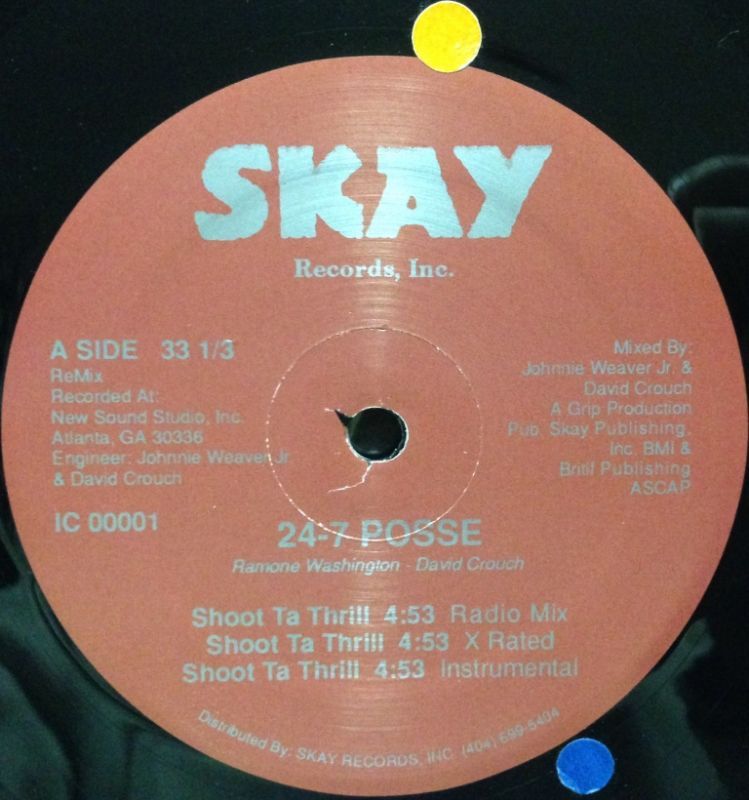 SKAY
Records, Inc.
A SIDE 33 1/3
ReMix
Recorded At:
New Sound Studio, Inc.
Atlanta, GA 30336
Engineer: Johnnie Weaver Jr.
& David Crouch
IC 00001
Mixed By:
Johnnie Weaver Jr. &
David Crouch
A Grip Production
Pub. Skay Publishing,
Inc. BMI &
Britif Publishing
ASCAP
24-7 POSSE
Ramone Washington - David Crouch
Shoot Ta Thrill 4:53 Radio Mix
Shoot Ta Thrill 4:53 X Rated
Shoot Ta Thrill 4:53 Instrumental
Distributed By: SKAY RECORDS, INC. (404) 699-5404